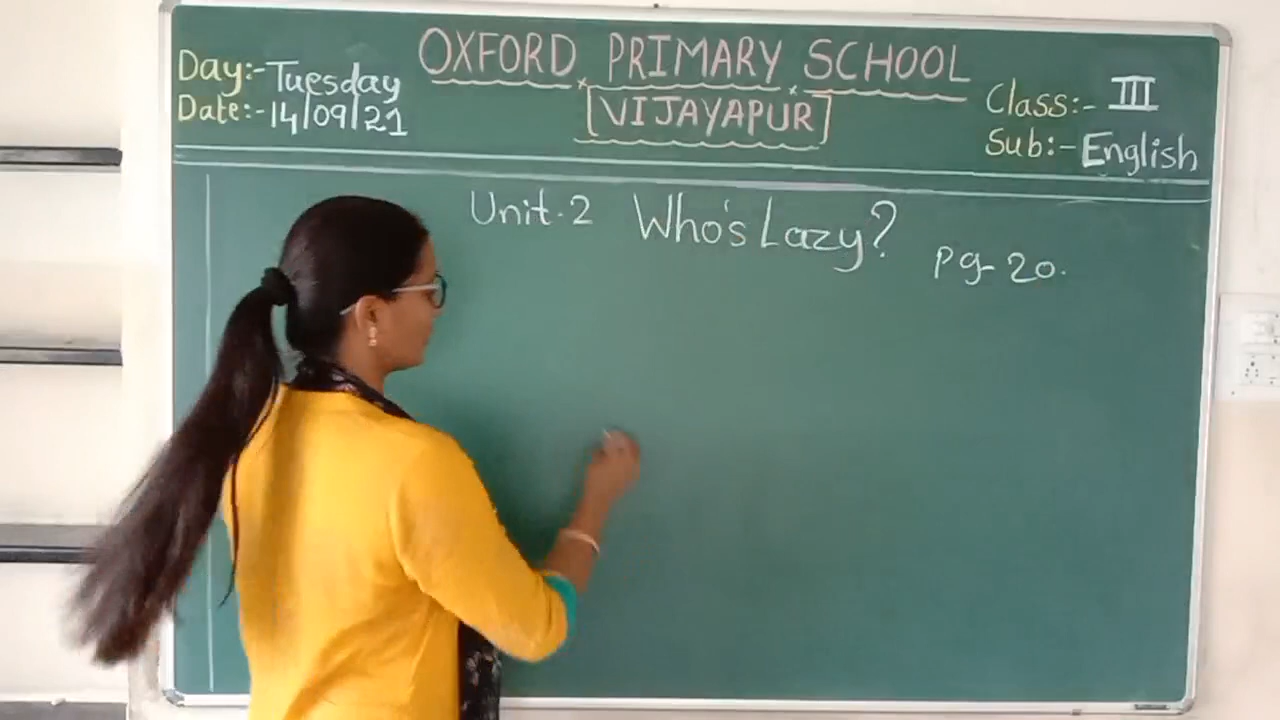 OXFORD PRIMARY SCHOOL
[VIJAYAPUR]
Day:-Tuesday
Date:-14/09/21
Class:- III
Sub:- English
Unit.2 Who's Lazy?
pg- 20.